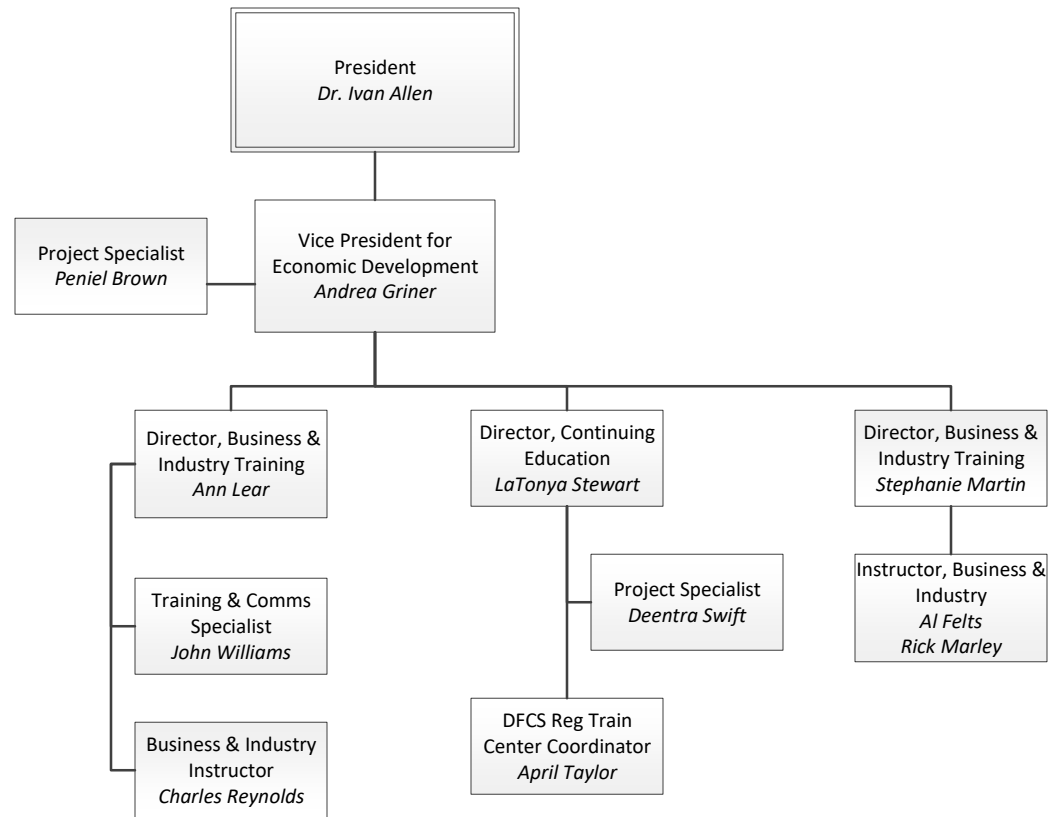 President
Dr. Ivan Allen
Project Specialist
Peniel Brown
Vice President for
Economic Development
Andrea Griner
Director, Business &
Industry Training
Ann Lear
Director, Continuing
Education
LaTonya Stewart
Director, Business &
Industry Training
Stephanie Martin
Training & Comms
Specialist
John Williams
Project Specialist
Deentra Swift
Instructor, Business &
Industry
Al Felts
Rick Marley
Business & Industry
Instructor
Charles Reynolds
DFCS Reg Train
Center Coordinator
April Taylor